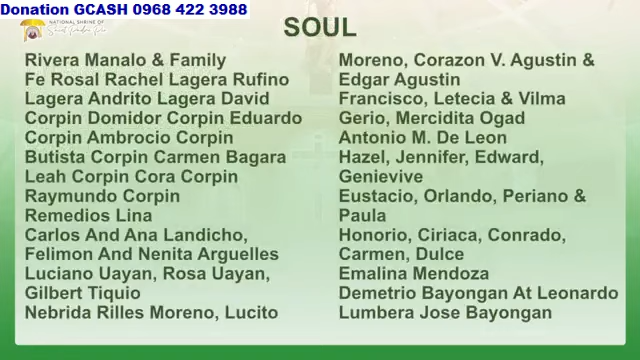 Donation GCASH 0968 422 3988
NATIONAL SHRINE OF
SOUL
Rivera Manalo & Family
Fe Rosal Rachel Lagera Rufino
Lagera Andrito Lagera David
Corpin Domidor Corpin Eduardo
Corpin Ambrocio Corpin
Butista Corpin Carmen Bagara
Leah Corpin Cora Corpin
Raymundo Corpin
Remedios Lina
Carlos And Ana Landicho,
Felimon And Nenita Arguelles
Luciano Uayan, Rosa Uayan,
Gilbert Tiquio
Nebrida Rilles Moreno, Lucito
Moreno, Corazon V. Agustin &
Edgar Agustin
Francisco, Letecia & Vilma
Gerio, Mercidita Ogad
Antonio M. De Leon
Hazel, Jennifer, Edward,
Genievive
Eustacio, Orlando, Periano &
Paula
Honorio, Ciriaca, Conrado,
Carmen, Dulce
Emalina Mendoza
Demetrio Bayongan At Leonardo
Lumbera Jose Bayongan